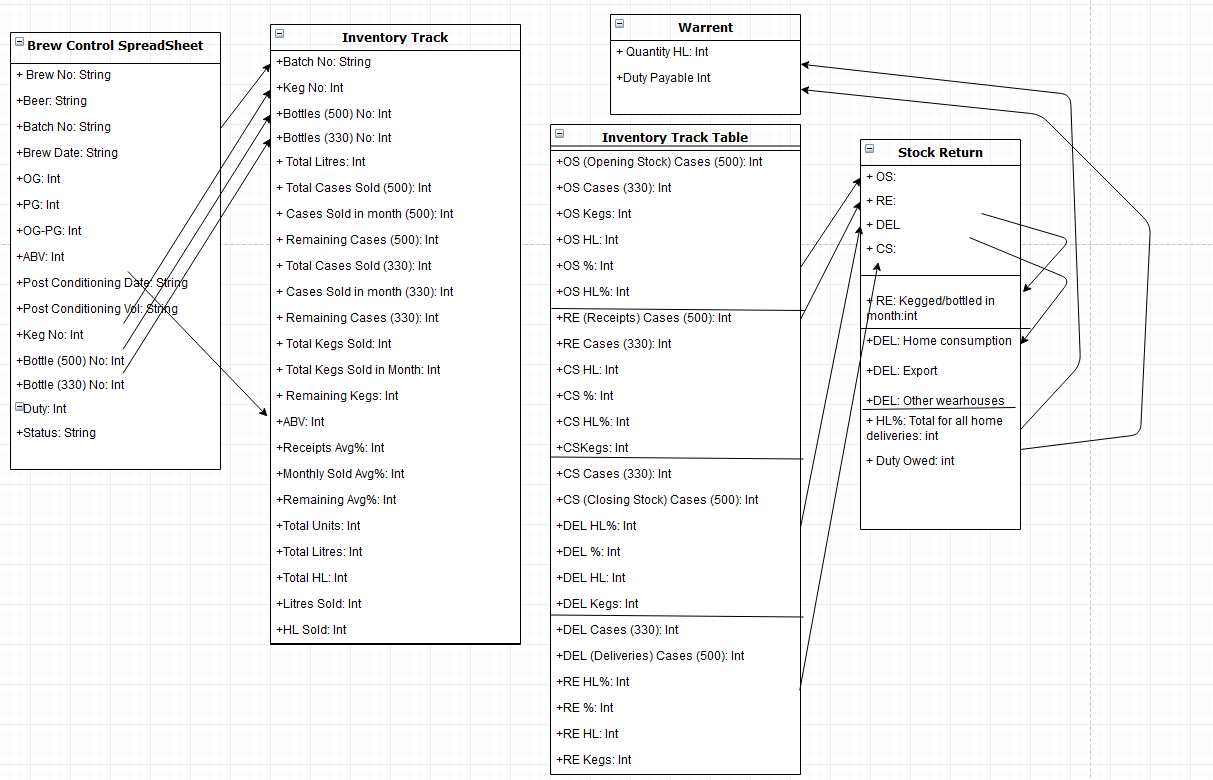 Brew Control SpreadSheet
+ Brew No: String
+Beer: String
+Batch No: String
+Brew Date: String
+OG: Int
+PG: Int
+OG-PG: Int
+ABV: Int
+Post Conditioning Date: String
+Post Conditioning Vol: String
+Keg No: Int
+Bottle (500) No: Int
+Bottle (330) No: Int
Duty: Int
+Status: String
Inventory Track
+Batch No: String
+Keg No: Int
+Bottles (500) No: Int
+Bottles (330) No: Int
+ Total Litres: Int
+ Total Cases Sold (500): Int
+ Cases Sold in month (500): Int
+ Remaining Cases (500): Int
+ Total Cases Sold (330): Int
+ Cases Sold in month (330): Int
+ Remaining Cases (330): Int
+ Total Kegs Sold: Int
+ Total Kegs Sold in Month: Int
+ Remaining Kegs: Int
+ABV: Int
+Receipts Avg%: Int
+Monthly Sold Avg%: Int
+Remaining Avg%: Int
+Total Units: Int
+Total Litres: Int
+Total HL: Int
+Litres Sold: Int
+HL Sold: Int
Warrent
+ Quantity HL: Int
+Duty Payable Int
Inventory Track Table
+OS (Opening Stock) Cases (500): Int
+OS Cases (330): Int
+OS Kegs: Int
+OS HL: Int
+OS %: Int
+OS HL%: Int
+RE (Receipts) Cases (500): Int
+RE Cases (330): Int
+CS HL: Int
+CS %: Int
+CS HL%: Int
+CSKegs: Int
+CS Cases (330): Int
+CS (Closing Stock) Cases (500): Int
+DEL HL%: Int
+DEL %: Int
+DEL HL: Int
+DEL Kegs: Int
+DEL Cases (330): Int
+DEL (Deliveries) Cases (500): Int
+RE HL%: Int
+RE %: Int
+RE HL: Int
+RE Kegs: Int
Stock Return
+ OS:
+ RE:
+ DEL
+ CS:
+ RE: Kegged/bottled in
month:int
+DEL: Home consumption
+DEL: Export
+DEL: Other wearhouses
+ HL%: Total for all home
deliveries: int
+ Duty Owed: int